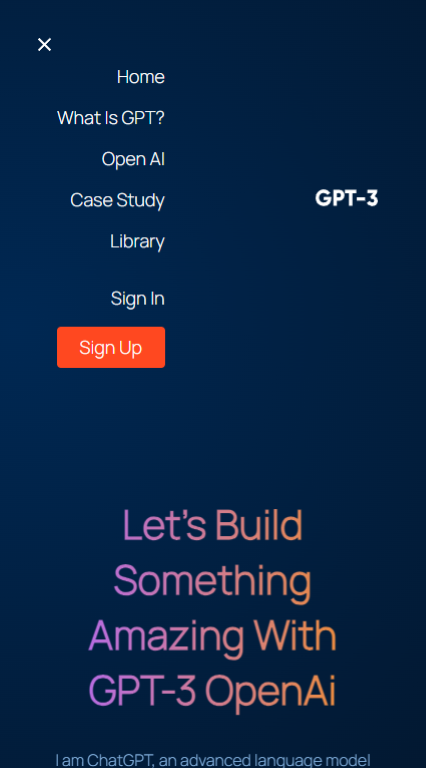 Home
What Is GPT?
Open AI
Case Study
Library
Sign In
Sign Up
GPT-3
Let's Build
Something
Amazing With
GPT-3 OpenAi
I am ChatGPT, an advanced language model